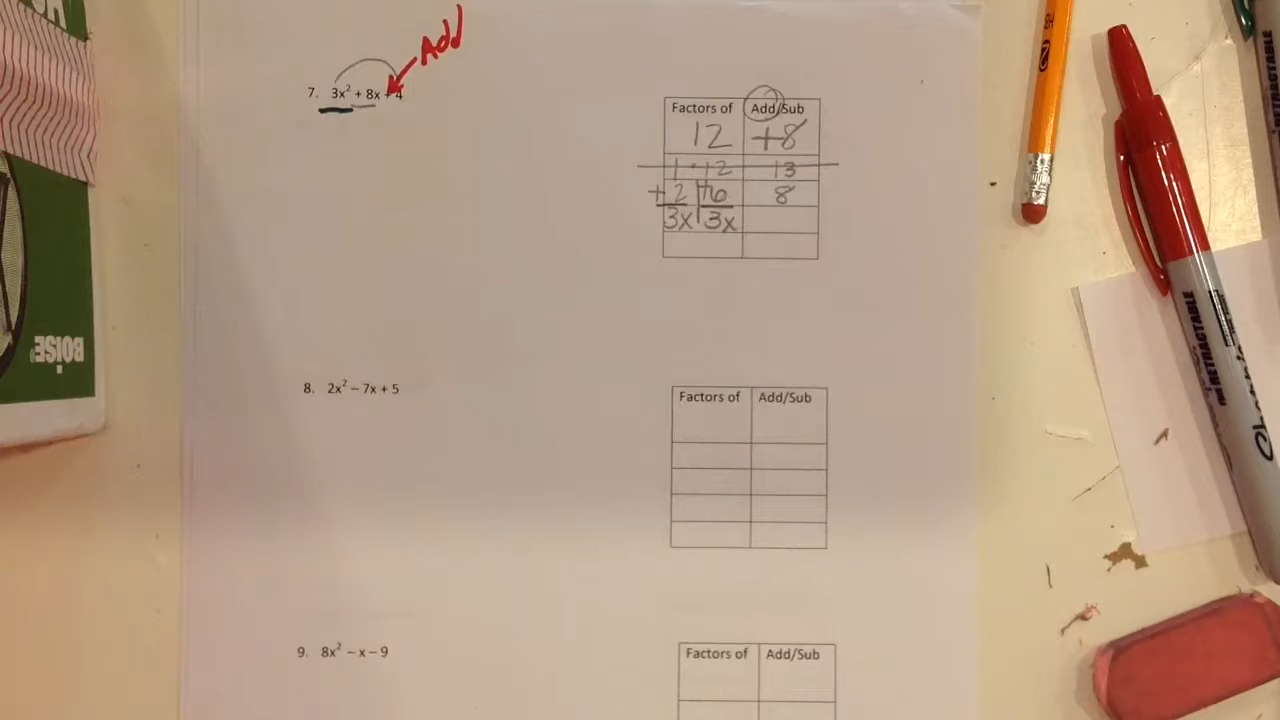 Add
7. 3x² + 8x + 4
Factors of Add/Sub
12 +8
1 · 12 13
+2 +6 8
3x 3x
BOISE®
8. 2x² – 7x + 5
Factors of Add/Sub
9. 8x² – x – 9
Factors of Add/Sub
2
RETRACTABLE
RETRACTABLE